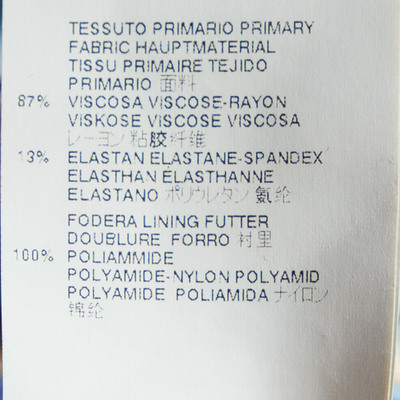 TESSUTO PRIMARIO PRIMARY
FABRIC HAUPTMATERIAL
TISSU PRIMAIRE TEJIDO
PRIMARIO 面料
87% VISCOSA VISCOSE-RAYON
VISKOSE VISCOSE VISCOSA
レーヨン 粘胶纤维
13% ELASTAN ELASTANE-SPANDEX
ELASTHAN ÉLASTHANNE
ELASTANO ポリウレタン 氨纶
FODERA LINING FUTTER
DOUBLURE FORRO 衬里
100% POLIAMMIDE
POLYAMIDE-NYLON POLYAMID
POLYAMIDE POLIAMIDA ナイロン
锦纶